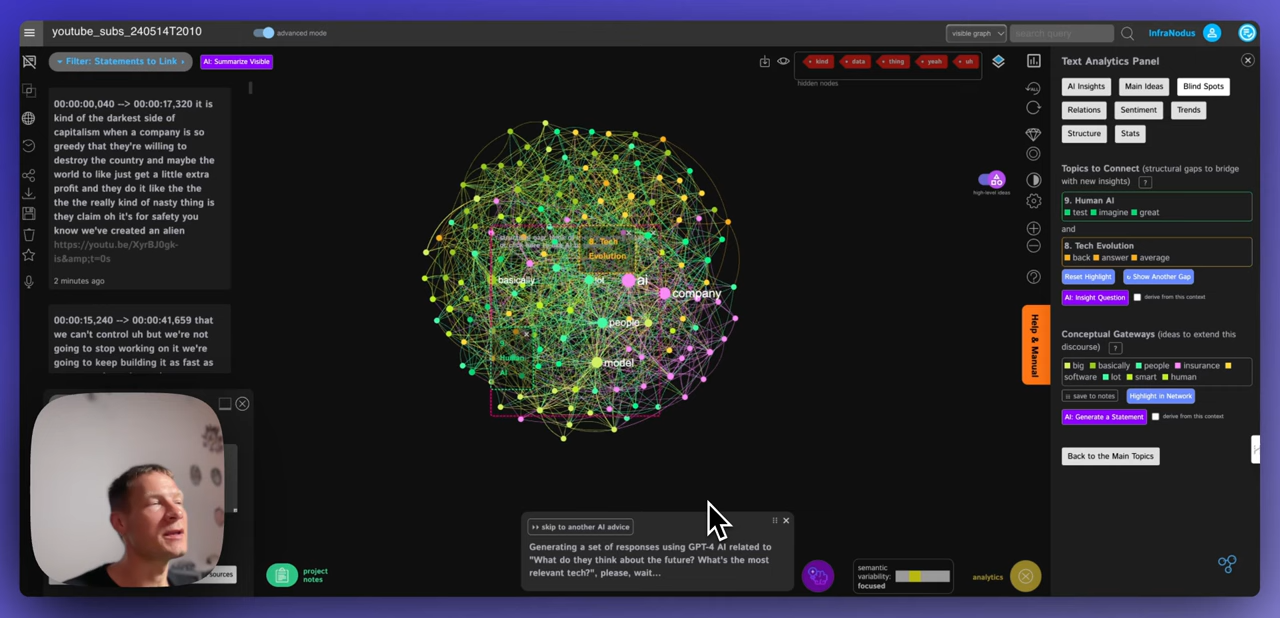 youtube_subs_240514T2010
advanced mode
visible graph
search query
InfraNodus
Filter: Statements to Link ›
AI: Summarize Visible
00:00:00,040 --> 00:00:17,320 it is
kind of the darkest side of
capitalism when a company is so
greedy that they're willing to
destroy the country and maybe the
world to like just get a little extra
profit and they do it like the the
the the really kind of nasty thing is
they claim oh it's for safety you
know we've created an alien
https://youtu.be/XyrBJ0gk-
is&amp;t=0s
2 minutes ago
00:00:15,240 --> 00:00:41,659 that
we can't control uh but we're not
going to stop working on it we're
going to keep building it as fast as
sources
project
notes
kind
data
thing
yeah
uh
hidden nodes
high-level ideas
8. Tech
Evolution
basically
lot
ai
company
people
model
Human
skip to another AI advice
Generating a set of responses using GPT-4 AI related to
"What do they think about the future? What's the most
relevant tech?", please, wait...
semantic
variability:
focused
analytics
Help & Manual
Text Analytics Panel
AI Insights
Main Ideas
Blind Spots
Relations
Sentiment
Trends
Structure
Stats
Topics to Connect (structural gaps to bridge
with new insights) ?
9. Human AI
test imagine great
and
8. Tech Evolution
back answer average
Reset Highlight
Show Another Gap
AI: Insight Question
derive from this context
Conceptual Gateways (ideas to extend this
discourse) ?
big basically people insurance
software lot smart human
save to notes
Highlight in Network
AI: Generate a Statement
derive from this context
Back to the Main Topics